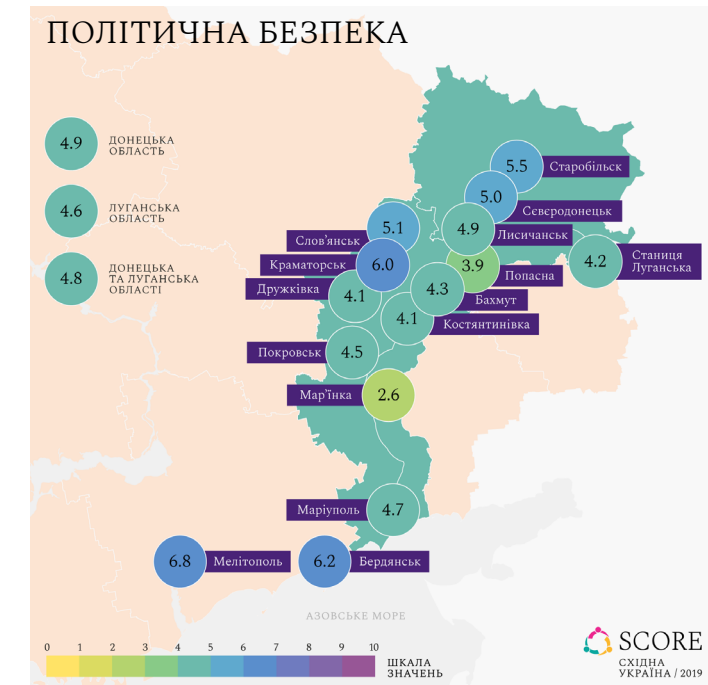 ПОЛІТИЧНА БЕЗПЕКА
4.9
ДОНЕЦЬКА
ОБЛАСТЬ
4.6
ЛУГАНСЬКА
ОБЛАСТЬ
4.8
ДОНЕЦЬКА
ТА ЛУГАНСЬКА
ОБЛАСТІ
5.5
Старобільск
5.0
Сєвєродонецьк
Слов’янськ
5.1
4.9
Лисичанськ
Краматорськ
6.0
3.9
Попасна
4.2
Станиця
Луганська
Дружківка
4.1
4.3
Бахмут
4.1
Костянтинівка
Покровськ
4.5
Мар’їнка
2.6
Маріуполь
4.7
6.8
Мелітополь
6.2
Бердянськ
АЗОВСЬКЕ МОРЕ
0 1 2 3 4 5 6 7 8 9 10
ШКАЛА
ЗНАЧЕНЬ
SCORE
СХІДНА
УКРАЇНА / 2019